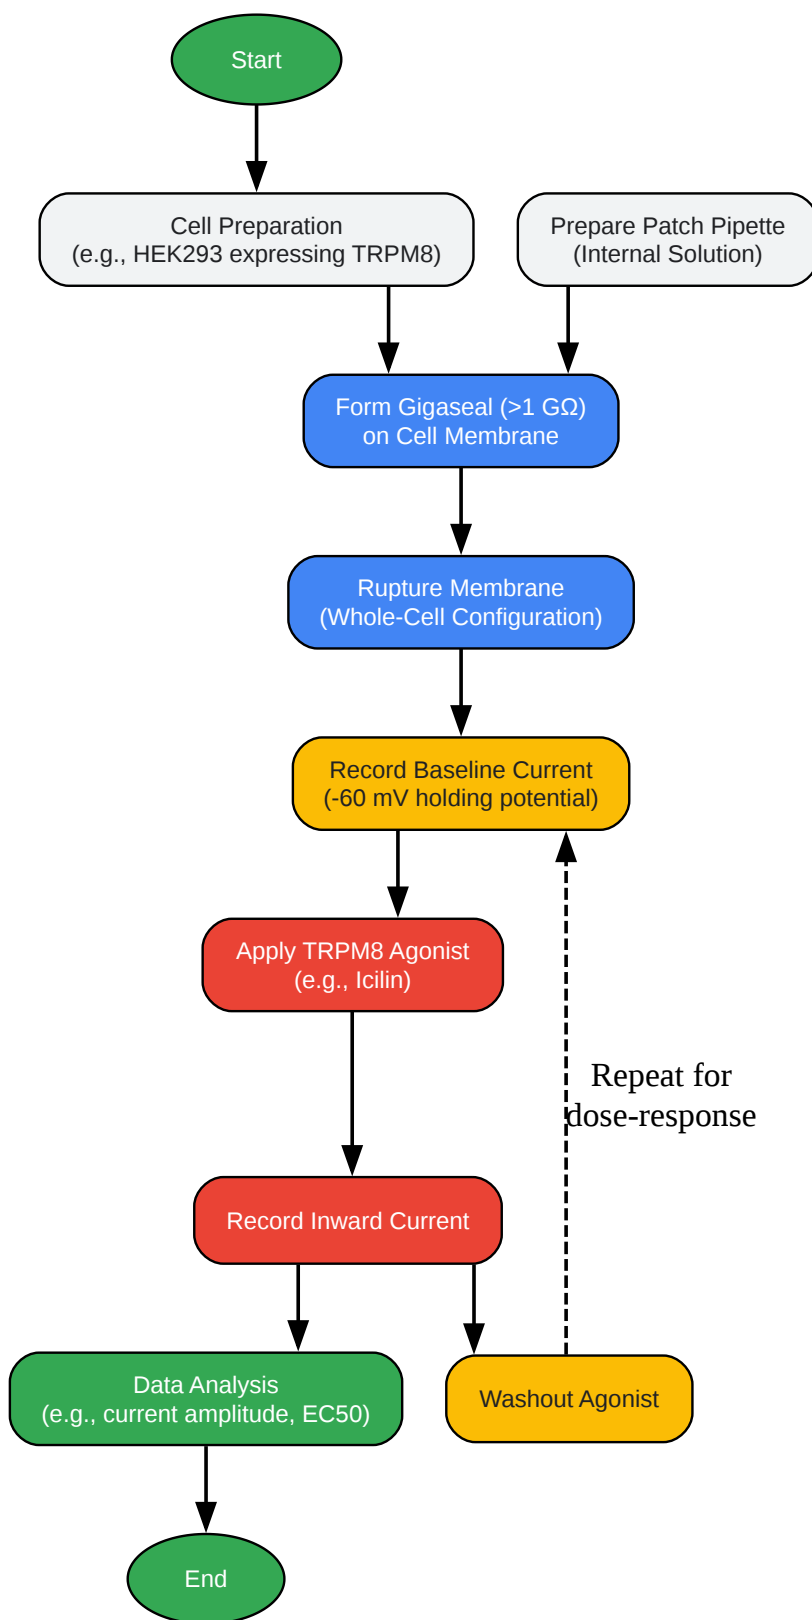 Start
Cell Preparation
(e.g., HEK293 expressing TRPM8)
Prepare Patch Pipette
(Internal Solution)
Form Gigaseal (>1 GΩ)
on Cell Membrane
Rupture Membrane
(Whole-Cell Configuration)
Record Baseline Current
(-60 mV holding potential)
Apply TRPM8 Agonist
(e.g., Icilin)
Repeat for
dose-response
Record Inward Current
Data Analysis
(e.g., current amplitude, EC50)
Washout Agonist
End